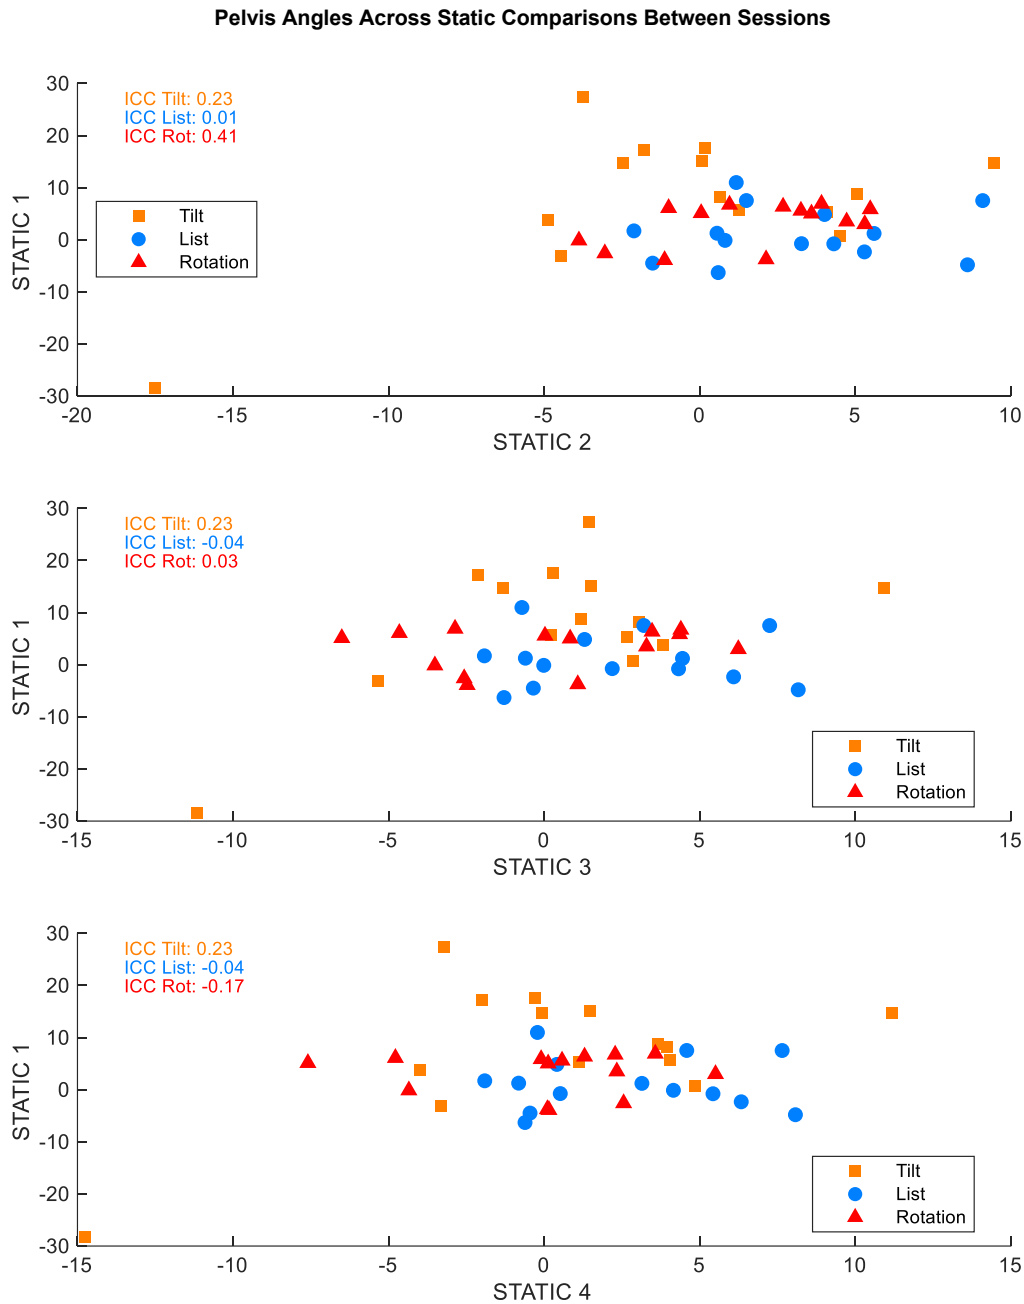 Pelvis Angles Across Static Comparisons Between Sessions
ICC Tilt: 0.23
ICC List: 0.01
ICC Rot: 0.41
Tilt
List
Rotation
STATIC 1
30
20
10
0
-10
-20
-30
-20
-15
-10
-5
0
5
10
STATIC 2
ICC Tilt: 0.23
ICC List: -0.04
ICC Rot: 0.03
STATIC 1
30
20
10
0
-10
-20
-30
Tilt
List
Rotation
-15
-10
-5
0
5
10
15
STATIC 3
ICC Tilt: 0.23
ICC List: -0.04
ICC Rot: -0.17
STATIC 1
30
20
10
0
-10
-20
-30
Tilt
List
Rotation
-15
-10
-5
0
5
10
15
STATIC 4